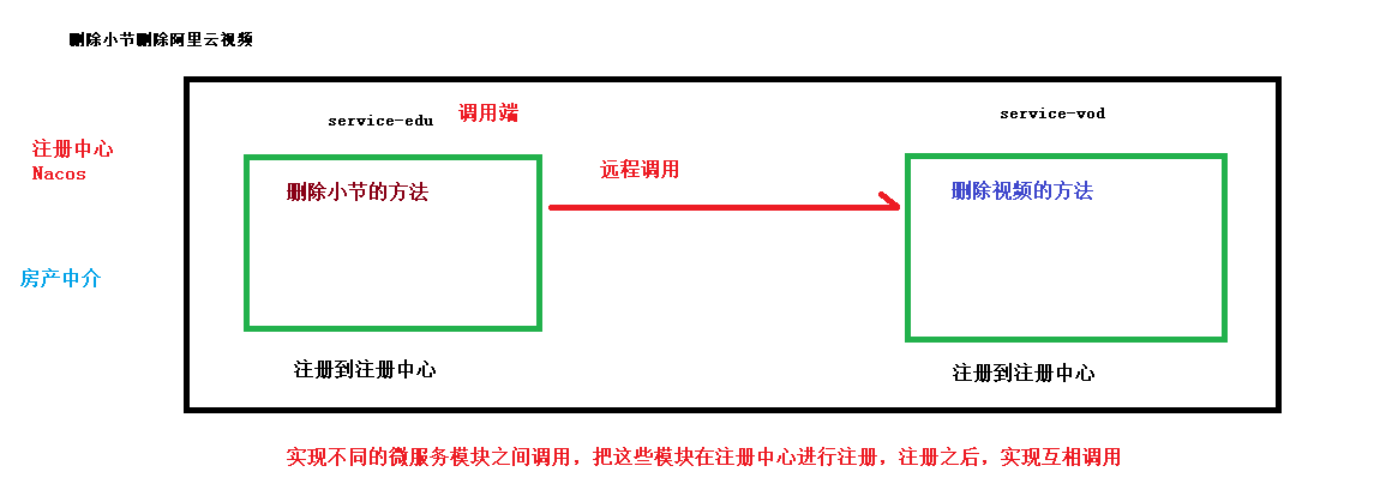 删除小节删除阿里云视频
service-edu 调用端
service-vod
注册中心
Nacos
远程调用
删除小节的方法
删除视频的方法
房产中介
注册到注册中心
注册到注册中心
实现不同的微服务模块之间调用，把这些模块在注册中心进行注册，注册之后，实现互相调用